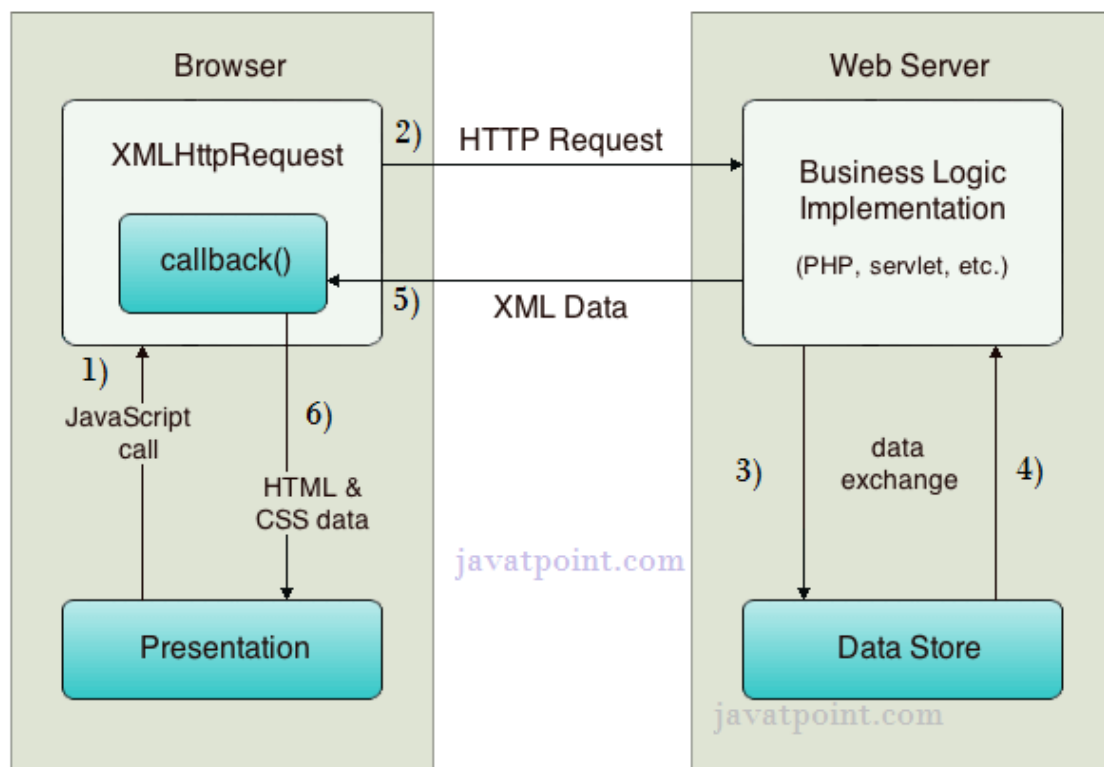 Browser
Web Server
XMLHttpRequest
2)
HTTP Request
Business Logic
Implementation
(PHP, servlet, etc.)
callback()
5)
XML Data
1)
JavaScript
call
6)
HTML &
CSS data
3)
data
exchange
4)
javatpoint.com
Presentation
Data Store
javatpoint.com